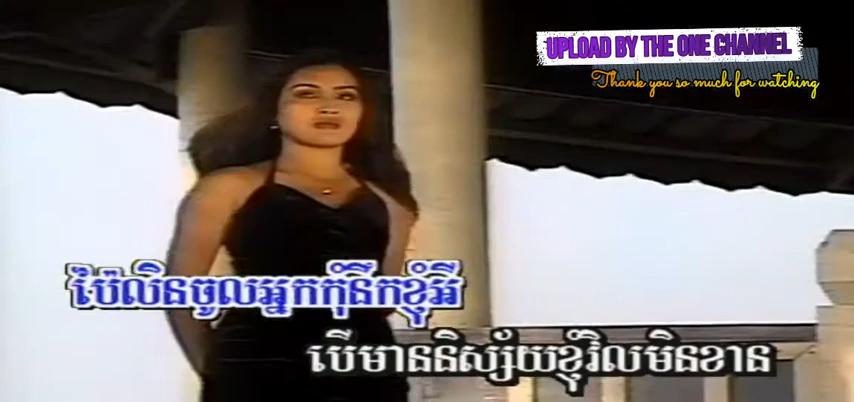 UPLOAD BY THE ONE CHANNEL
Thank you so much for watching
ប៉ៃលិនចូលអ្នកកុំនឹកខ្ញុំអី
បើមាននិស្ស័យខ្ញុំវិលមិនខាន